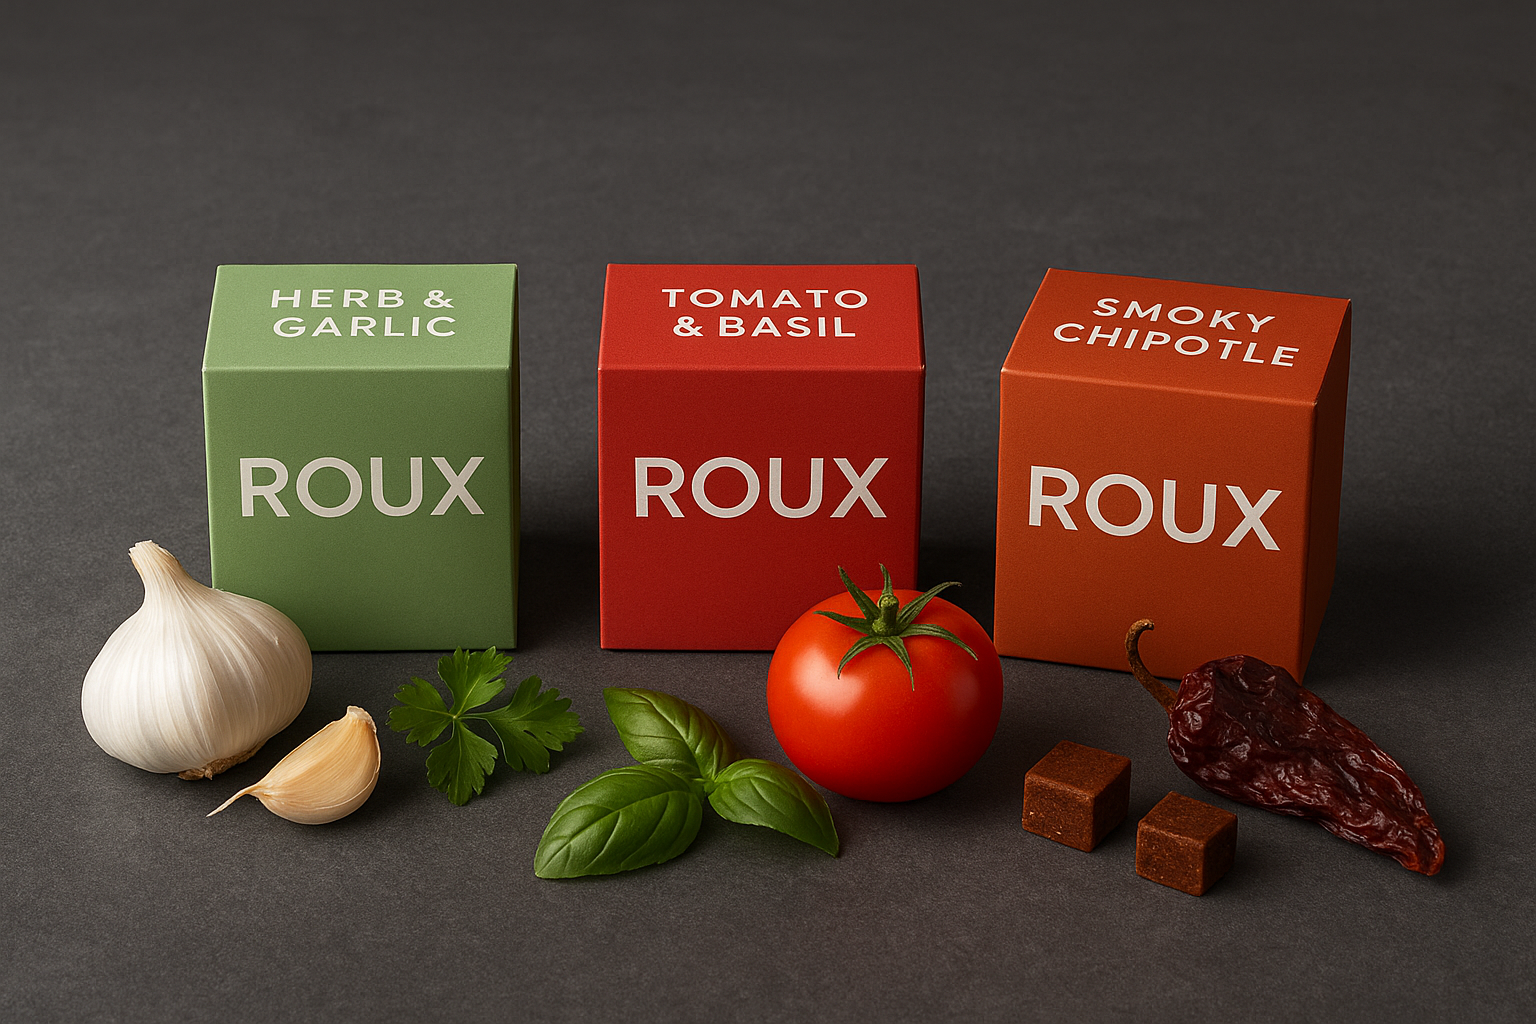 HERB &
GARLIC
ROUX
TOMATO
& BASIL
ROUX
SMOKY
CHIPOTLE
ROUX